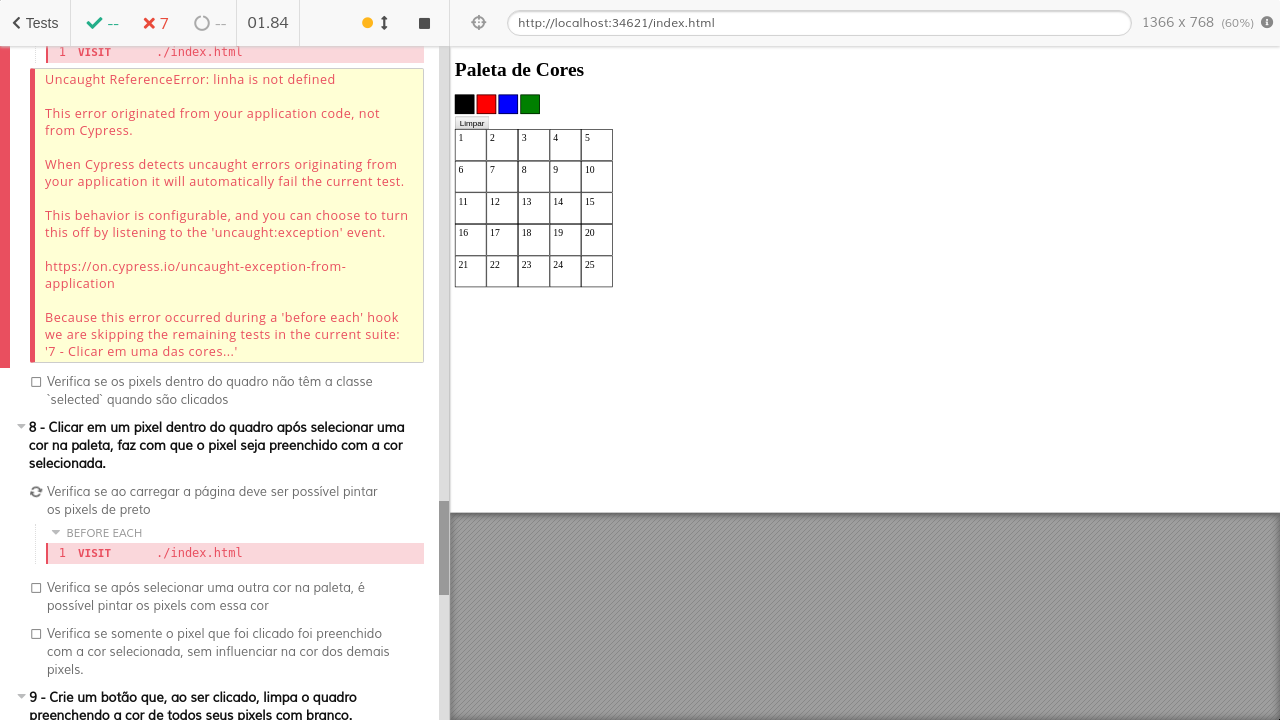 Tests
--
7
--
01.84
http://localhost:34621/index.html
1366 x 768 (60%)
1 VISIT ./index.html
Uncaught ReferenceError: linha is not defined
This error originated from your application code, not
from Cypress.
When Cypress detects uncaught errors originating from
your application it will automatically fail the current test.
This behavior is configurable, and you can choose to turn
this off by listening to the 'uncaught:exception' event.
https://on.cypress.io/uncaught-exception-from-
application
Because this error occurred during a 'before each' hook
we are skipping the remaining tests in the current suite:
'7 - Clicar em uma das cores...'
Verifica se os pixels dentro do quadro não têm a classe
`selected` quando são clicados
8 - Clicar em um pixel dentro do quadro após selecionar uma
cor na paleta, faz com que o pixel seja preenchido com a cor
selecionada.
Verifica se ao carregar a página deve ser possível pintar
os pixels de preto
BEFORE EACH
1 VISIT ./index.html
Verifica se após selecionar uma outra cor na paleta, é
possível pintar os pixels com essa cor
Verifica se somente o pixel que foi clicado foi preenchido
com a cor selecionada, sem influenciar na cor dos demais
pixels.
9 - Crie um botão que, ao ser clicado, limpa o quadro
preenchendo a cor de todos seus pixels com branco.
Paleta de Cores
Limpar
1 2 3 4 5
6 7 8 9 10
11 12 13 14 15
16 17 18 19 20
21 22 23 24 25